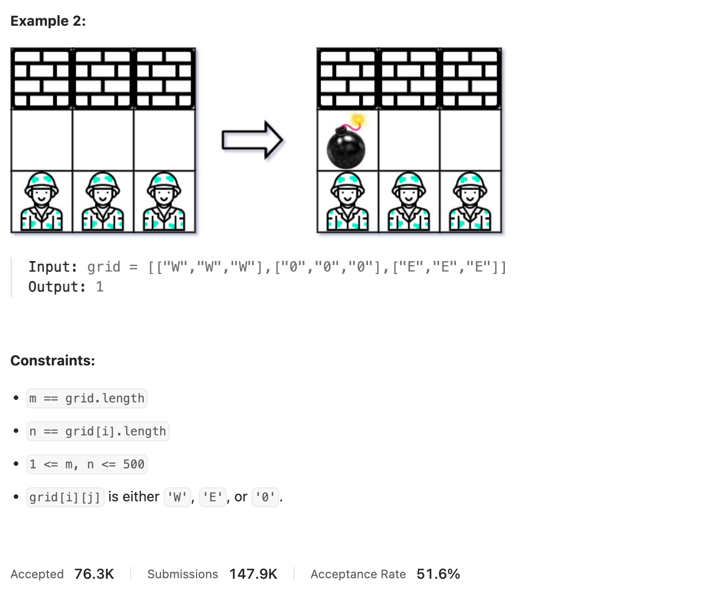 Example 2:
Input: grid = [["W","W","W"],["0","0","0"],["E","E","E"]]
Output: 1
Constraints:
• m == grid.length
• n == grid[i].length
• 1 <= m, n <= 500
• grid[i][j] is either 'W', 'E', or '0'.
Accepted 76.3K Submissions 147.9K Acceptance Rate 51.6%